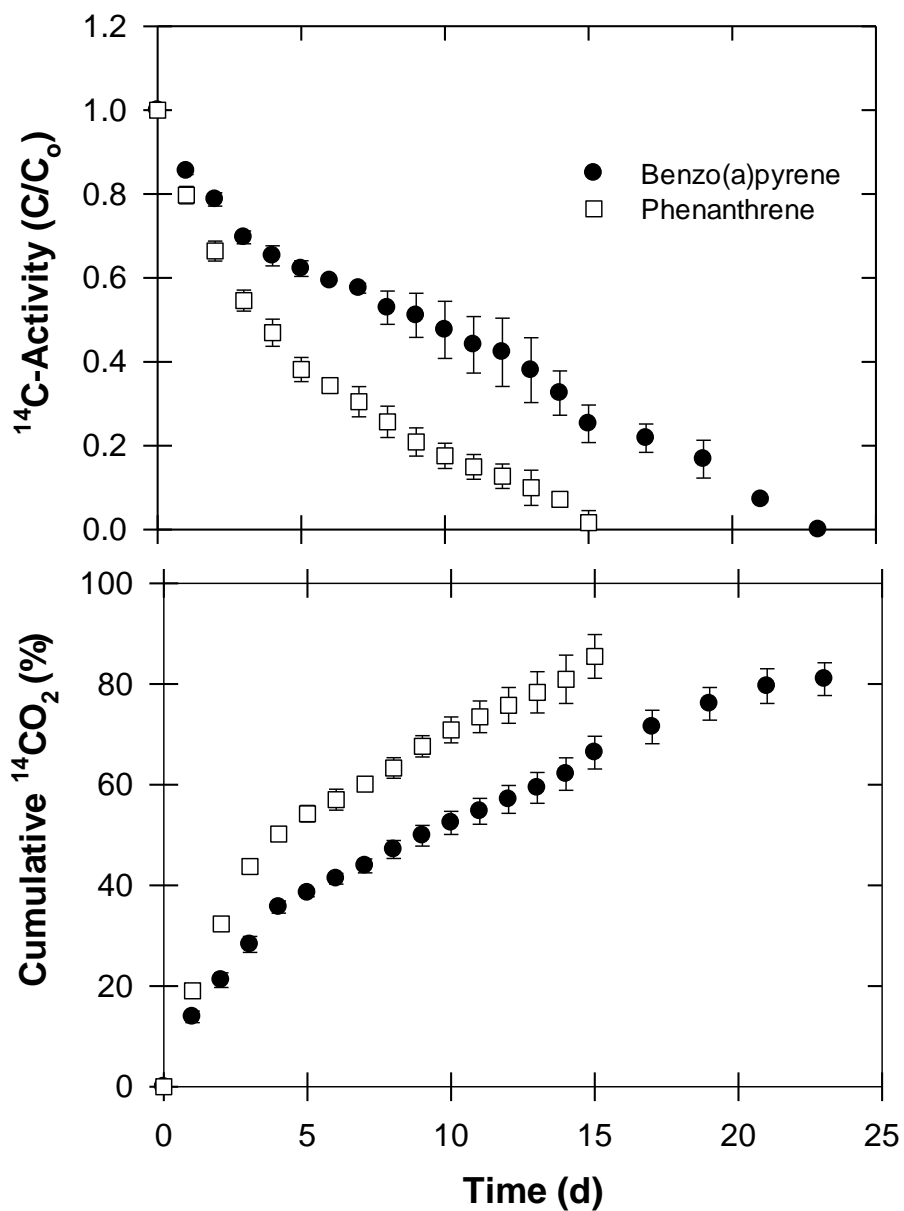 1.2
1.0
0.8
0.6
0.4
0.2
0.0
¹⁴C-Activity (C/Cₒ)
Benzo(a)pyrene
Phenanthrene
100
80
60
40
20
0
Cumulative ¹⁴CO₂ (%)
0 5 10 15 20 25
Time (d)